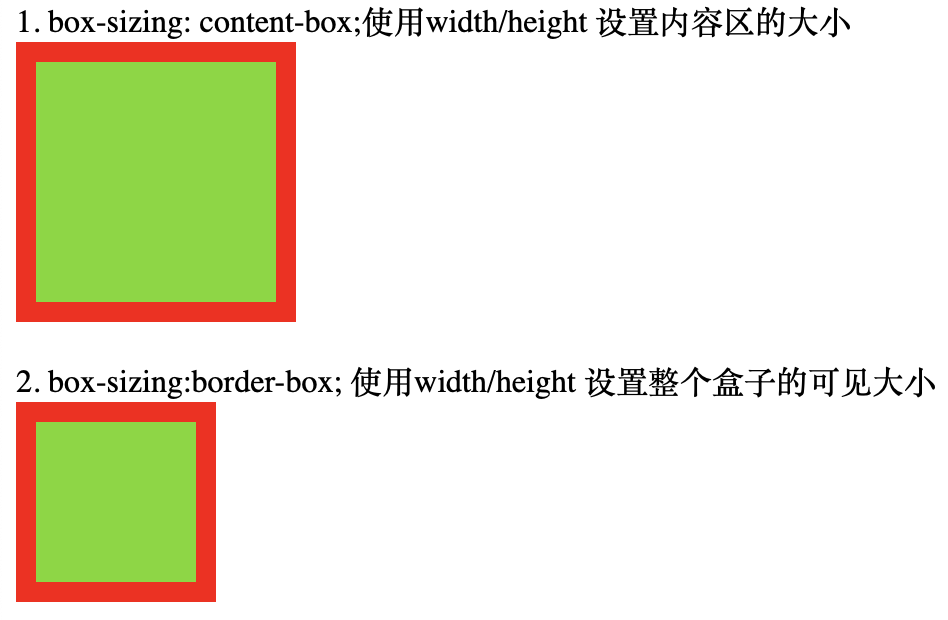 1. box-sizing: content-box;使用width/height 设置内容区的大小
2. box-sizing:border-box; 使用width/height 设置整个盒子的可见大小